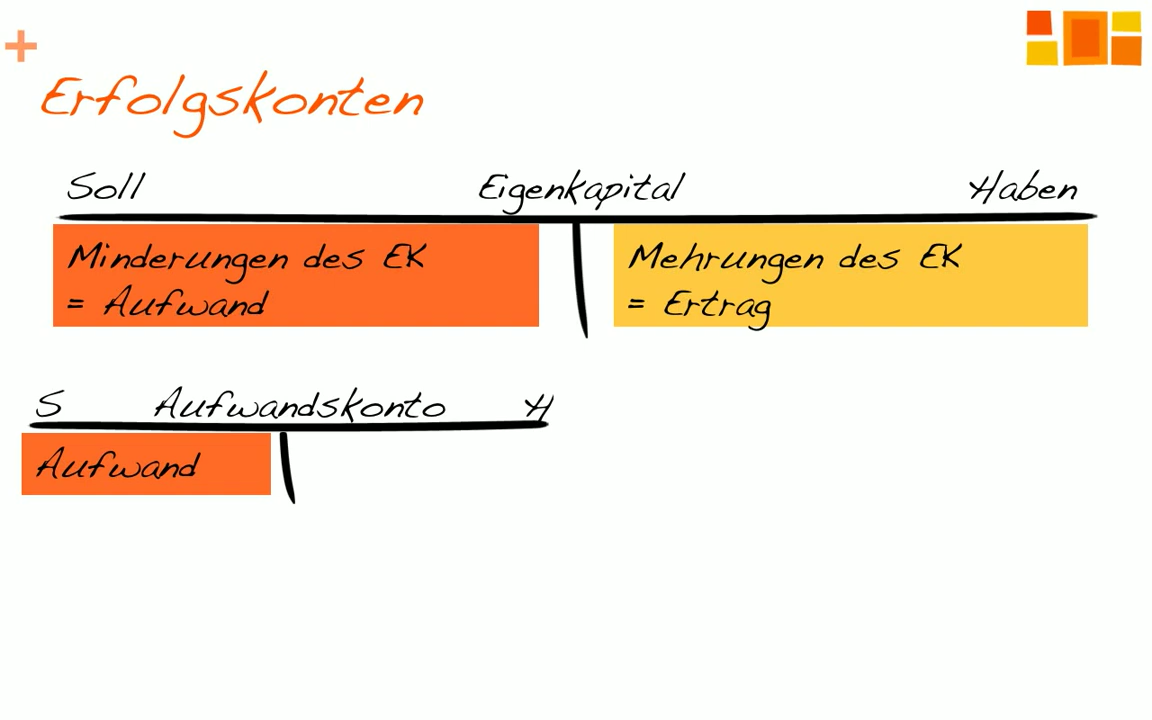 +
Erfolgskonten
Soll Eigenkapital Haben
Minderungen des EK
= Aufwand
Mehrungen des EK
= Ertrag
S Aufwandskonto H
Aufwand